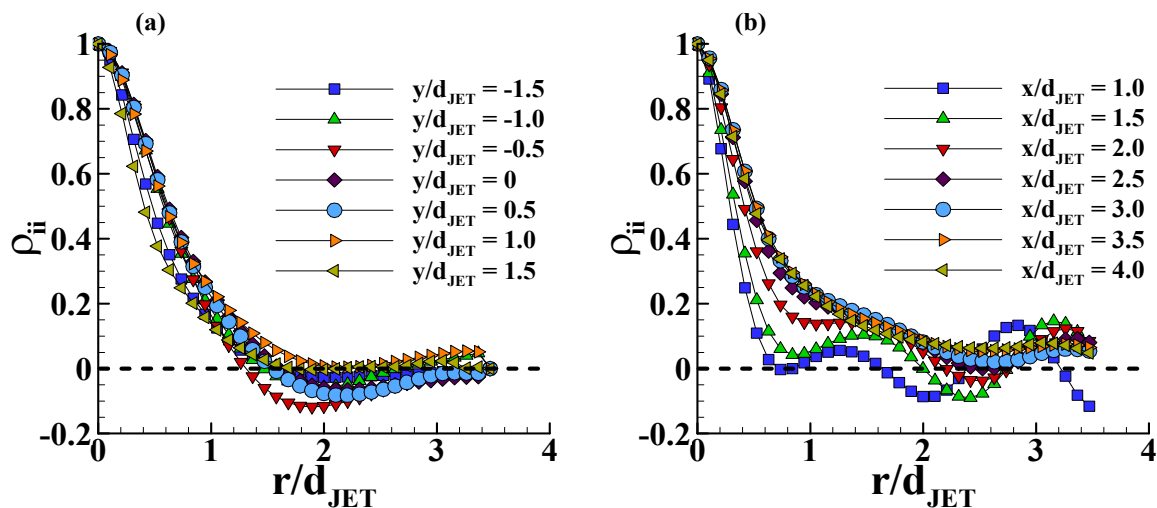 (a)
ρii
1
0.8
0.6
0.4
0.2
0
-0.2
0
1
2
3
4
r/dJET
y/dJET = -1.5
y/dJET = -1.0
y/dJET = -0.5
y/dJET = 0
y/dJET = 0.5
y/dJET = 1.0
y/dJET = 1.5
(b)
ρii
1
0.8
0.6
0.4
0.2
0
-0.2
0
1
2
3
4
r/dJET
x/dJET = 1.0
x/dJET = 1.5
x/dJET = 2.0
x/dJET = 2.5
x/dJET = 3.0
x/dJET = 3.5
x/dJET = 4.0